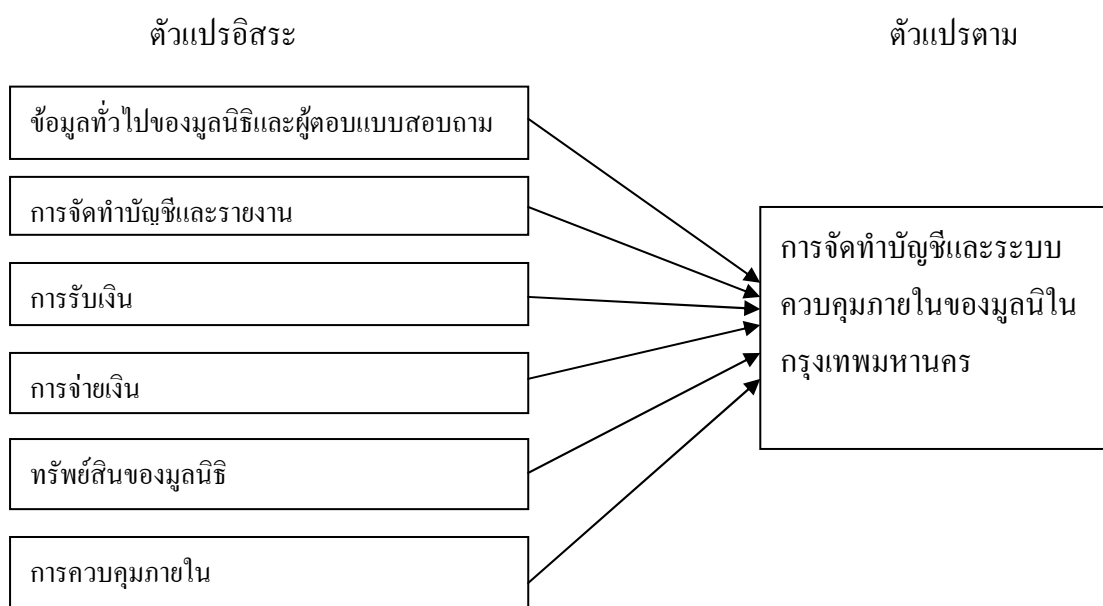 ตัวแปรอิสระ
ตัวแปรตาม
ข้อมูลทั่วไปของมูลนิธิและผู้ตอบแบบสอบถาม
การจัดทำบัญชีและรายงาน
การรับเงิน
การจ่ายเงิน
ทรัพย์สินของมูลนิธิ
การควบคุมภายใน
การจัดทำบัญชีและระบบ
ควบคุมภายในของมูลนิใน
กรุงเทพมหานคร